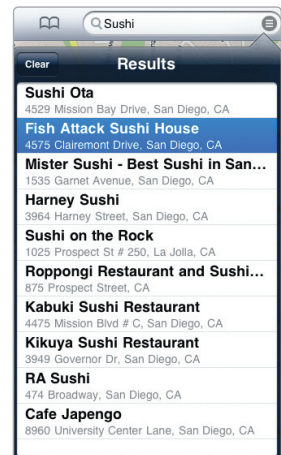 Sushi
Clear
Results
Sushi Ota
4529 Mission Bay Drive, San Diego, CA
Fish Attack Sushi House
4575 Clairemont Drive, San Diego, CA
Mister Sushi - Best Sushi in San...
1535 Garnet Avenue, San Diego, CA
Harney Sushi
3964 Harney Street, San Diego, CA
Sushi on the Rock
1025 Prospect St # 250, La Jolla, CA
Roppongi Restaurant and Sushi...
875 Prospect Street, CA
Kabuki Sushi Restaurant
4475 Mission Blvd # C, San Diego, CA
Kikuya Sushi Restaurant
3949 Governor Dr, San Diego, CA
RA Sushi
474 Broadway, San Diego, CA
Cafe Japengo
8960 University Center Lane, San Diego, CA